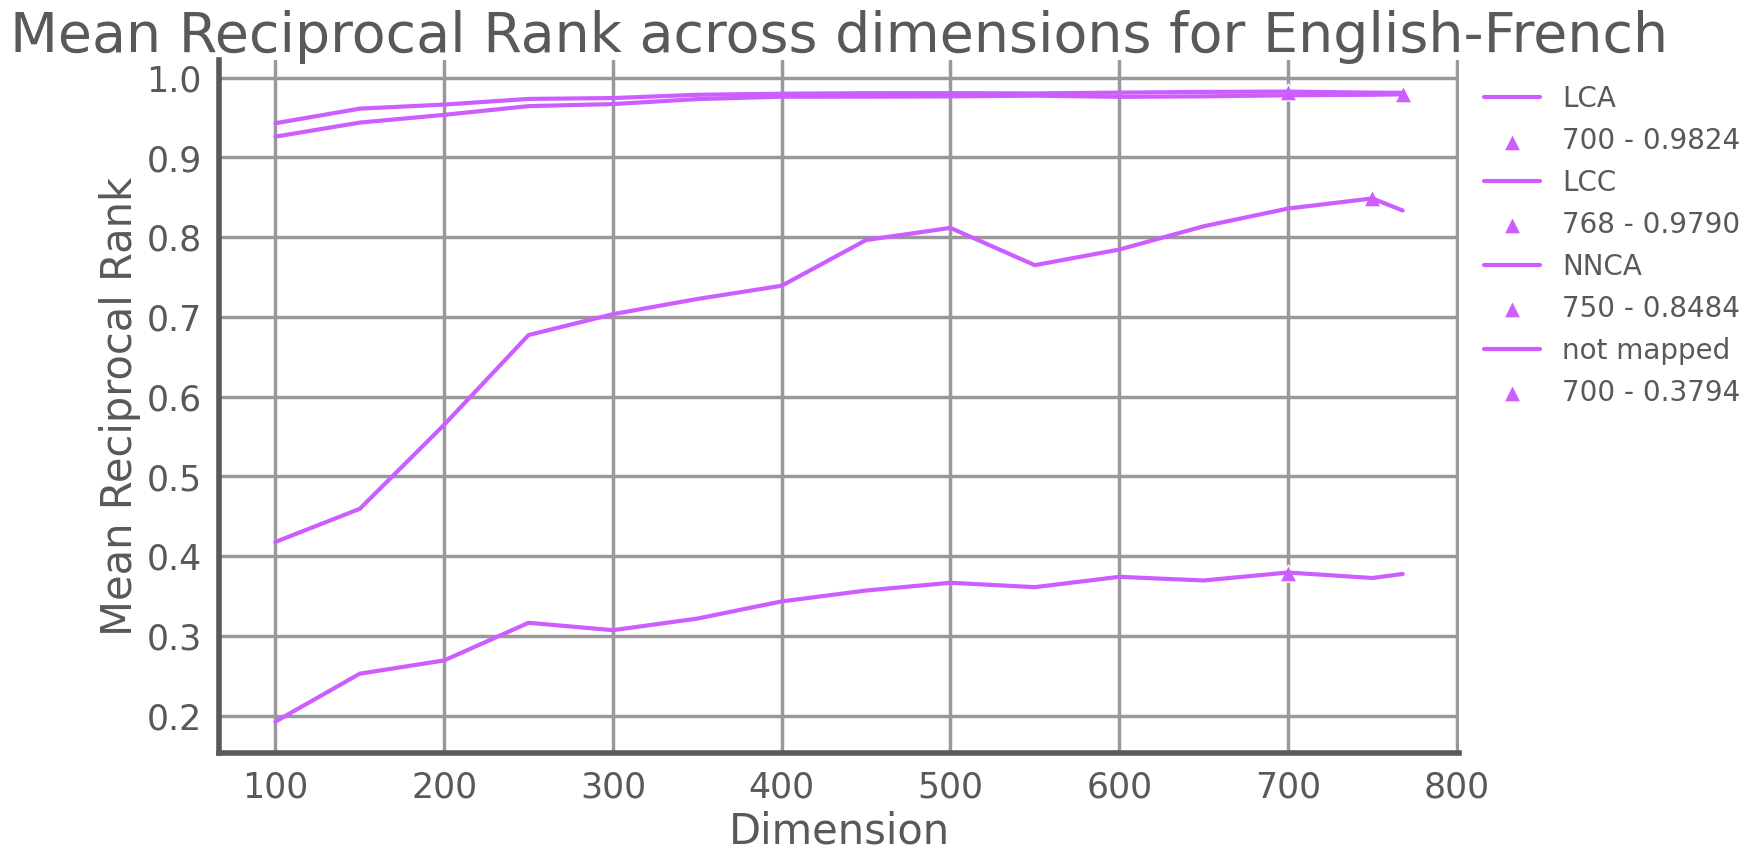 Mean Reciprocal Rank across dimensions for English-French
Mean Reciprocal Rank
1.0
0.9
0.8
0.7
0.6
0.5
0.4
0.3
0.2
100 200 300 400 500 600 700 800
Dimension
LCA
700 - 0.9824
LCC
768 - 0.9790
NNCA
750 - 0.8484
not mapped
700 - 0.3794